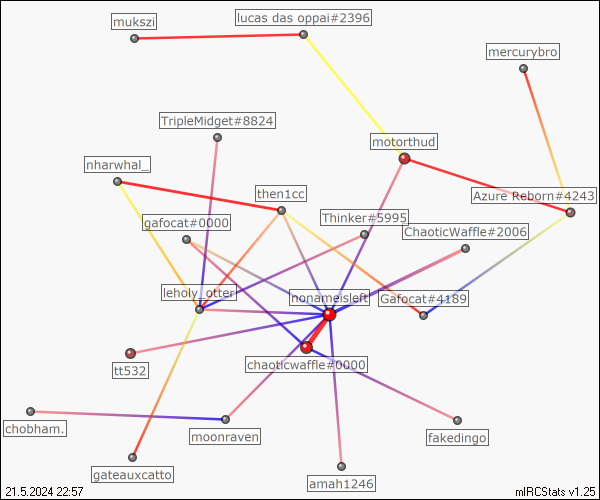 lucas das oppai#2396
mukszi
mercurybro
TripleMidget#8824
motorthud
nharwhal_
then1cc
Azure Reborn#4243
gafocat#0000
Thinker#5995
ChaoticWaffle#2006
leholy_otter
nonameisleft
Gafocat#4189
chaoticwaffle#0000
tt532
chobham.
moonraven
fakedingo
gateauxcatto
amah1246
21.5.2024 22:57
mIRCStats v1.25